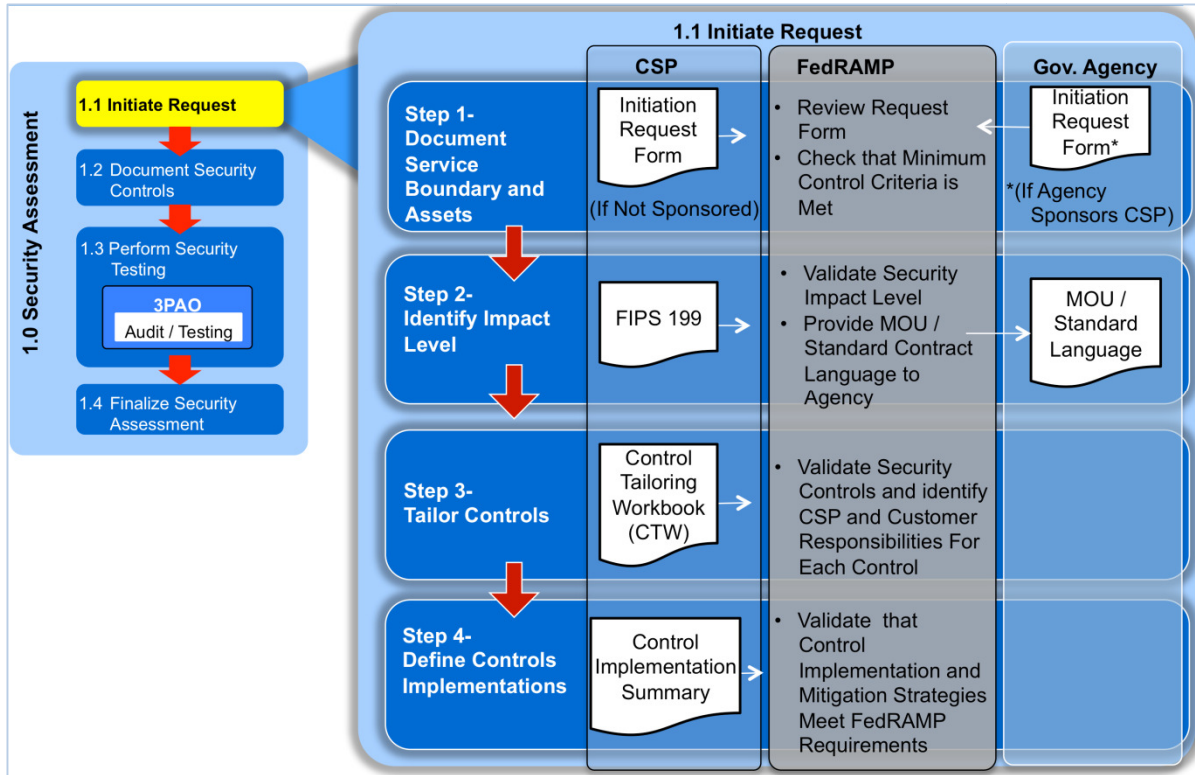 1.0 Security Assessment
1.1 Initiate Request
1.2 Document Security
Controls
1.3 Perform Security
Testing
3PAO
Audit / Testing
1.4 Finalize Security
Assessment
1.1 Initiate Request
CSP
FedRAMP
Gov. Agency
Step 1-
Document
Service
Boundary and
Assets
Initiation
Request
Form
(If Not Sponsored)
• Review Request
Form
• Check that Minimum
Control Criteria is
Met
Initiation
Request
Form*
*(If Agency
Sponsors CSP)
Step 2-
Identify Impact
Level
FIPS 199
• Validate Security
Impact Level
• Provide MOU /
Standard Contract
Language to
Agency
MOU /
Standard
Language
Step 3-
Tailor Controls
Control
Tailoring
Workbook
(CTW)
• Validate Security
Controls and identify
CSP and Customer
Responsibilities For
Each Control
Step 4-
Define Controls
Implementations
Control
Implementation
Summary
• Validate that
Control
Implementation and
Mitigation Strategies
Meet FedRAMP
Requirements